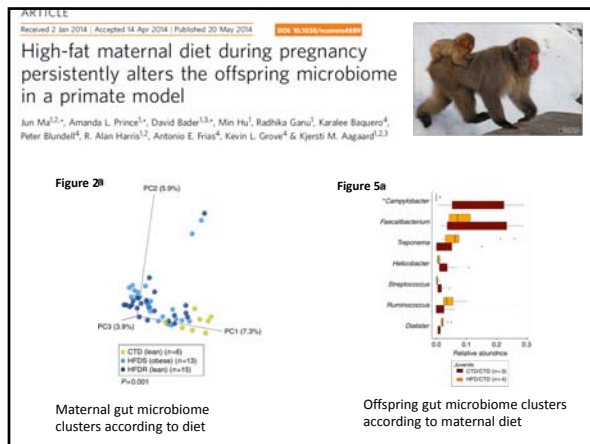 ARTICLE
Received 2 Jan 2014 | Accepted 14 Apr 2014 | Published 20 May 2014
High-fat maternal diet during pregnancy
persistently alters the offspring microbiome
in a primate model
Jun Ma1,2,*, Amanda L. Prince1,*, David Bader1,3,*, Min Hu1, Radhika Ganu1, Karalee Baquero4,
Peter Blundell4, R. Alan Harris1,2, Antonio E. Frias4, Kevin L. Grove4 & Kjersti M. Aagaard1,2,3
Figure 2a
PC2 (5.9%)
PC3 (3.9%)
PC1 (7.3%)
CTD (lean) (n=6)
HFDS (obese) (n=13)
HFDR (lean) (n=15)
P=0.001
Maternal gut microbiome
clusters according to diet
Figure 5a
*Campylobacter
Faecalibacterium
Treponema
Helicobacter
Streptococcus
Ruminococcus
Dialister
0.0 0.1 0.2 0.3
Relative abundance
Juvenile
CTD/CTD (n=3)
HFD/CTD (n=4)
Offspring gut microbiome clusters
according to maternal diet